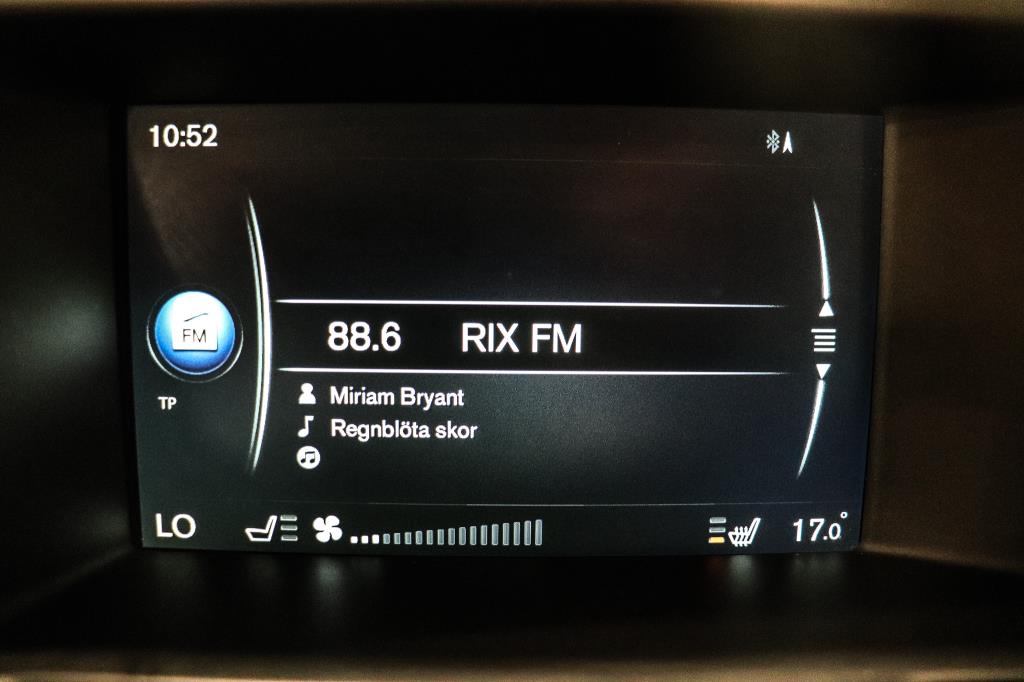 10:52
FM
88.6 RIX FM
TP
Miriam Bryant
Regnblöta skor
LO 17.0°